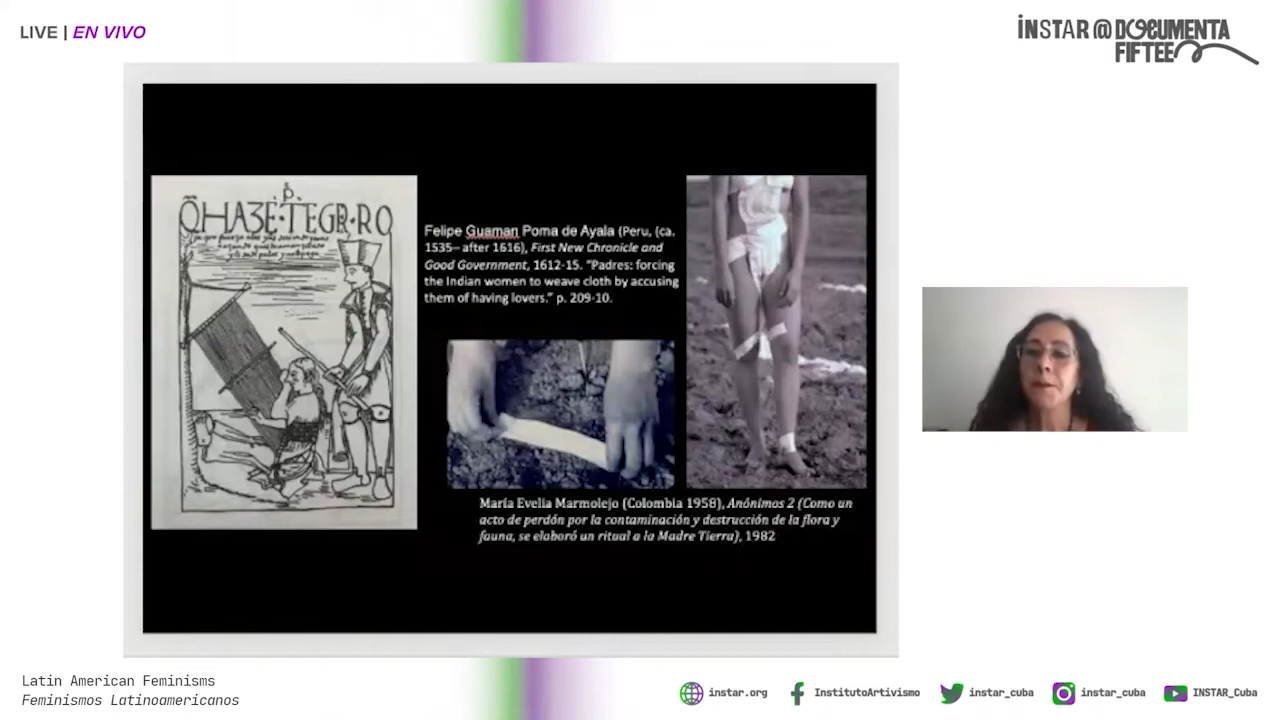 LIVE | EN VIVO
INSTAR @ DOCUMENTA
FIFTEEN
QHAZE·TEGR·RO
Felipe Guaman Poma de Ayala (Peru, (ca.
1535– after 1616), First New Chronicle and
Good Government, 1612-15. "Padres: forcing
the Indian women to weave cloth by accusing
them of having lovers." p. 209-10.
María Evelia Marmolejo (Colombia 1958), Anónimos 2 (Como un
acto de perdón por la contaminación y destrucción de la flora y
fauna, se elaboró un ritual a la Madre Tierra), 1982
Latin American Feminisms
Feminismos Latinoamericanos
instar.org
InstitutoArtivismo
instar_cuba
instar_cuba
INSTAR_Cuba